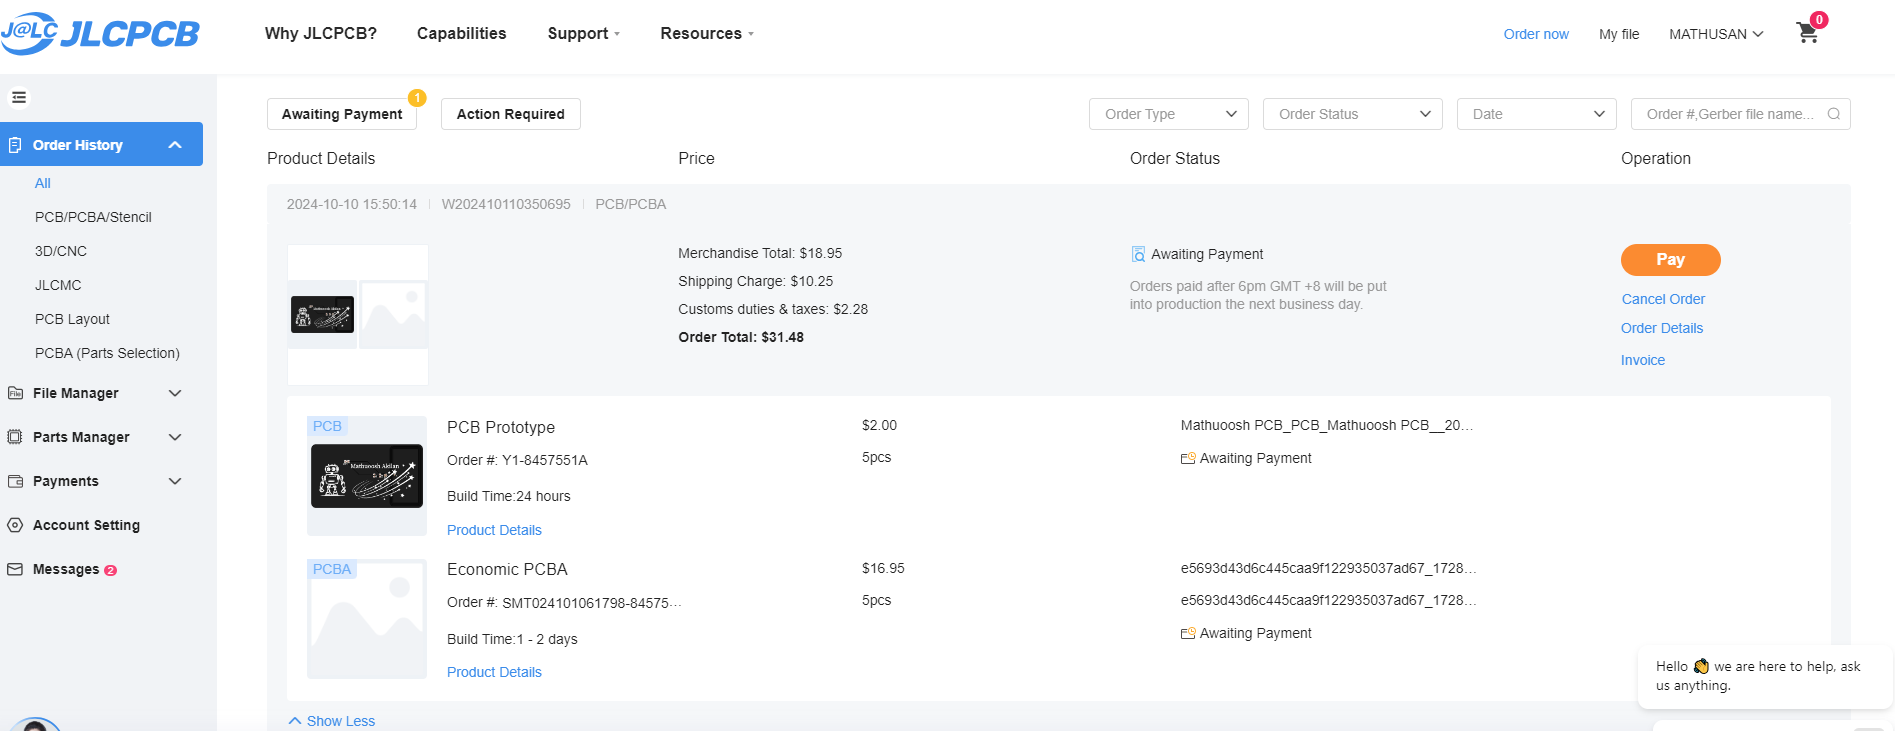 J@LC JLCPCB
Why JLCPCB?
Capabilities
Support
Resources
Order now
My file
MATHUSAN
0
Order History
All
PCB/PCBA/Stencil
3D/CNC
JLCMC
PCB Layout
PCBA (Parts Selection)
File Manager
Parts Manager
Payments
Account Setting
Messages 2
Awaiting Payment 1
Action Required
Order Type
Order Status
Date
Order #,Gerber file name...
Product Details
Price
Order Status
Operation
2024-10-10 15:50:14 | W202410110350695 | PCB/PCBA
Merchandise Total: $18.95
Shipping Charge: $10.25
Customs duties & taxes: $2.28
Order Total: $31.48
Awaiting Payment
Orders paid after 6pm GMT +8 will be put
into production the next business day.
Pay
Cancel Order
Order Details
Invoice
PCB
Mathuoosh Akilan
PCB Prototype
Order #: Y1-8457551A
Build Time:24 hours
Product Details
$2.00
5pcs
Mathuoosh PCB_PCB_Mathuoosh PCB__20...
Awaiting Payment
PCBA
Economic PCBA
Order #: SMT024101061798-84575...
Build Time:1 - 2 days
Product Details
$16.95
5pcs
e5693d43d6c445caa9f122935037ad67_1728...
e5693d43d6c445caa9f122935037ad67_1728...
Awaiting Payment
Show Less
Hello 👋 we are here to help, ask
us anything.